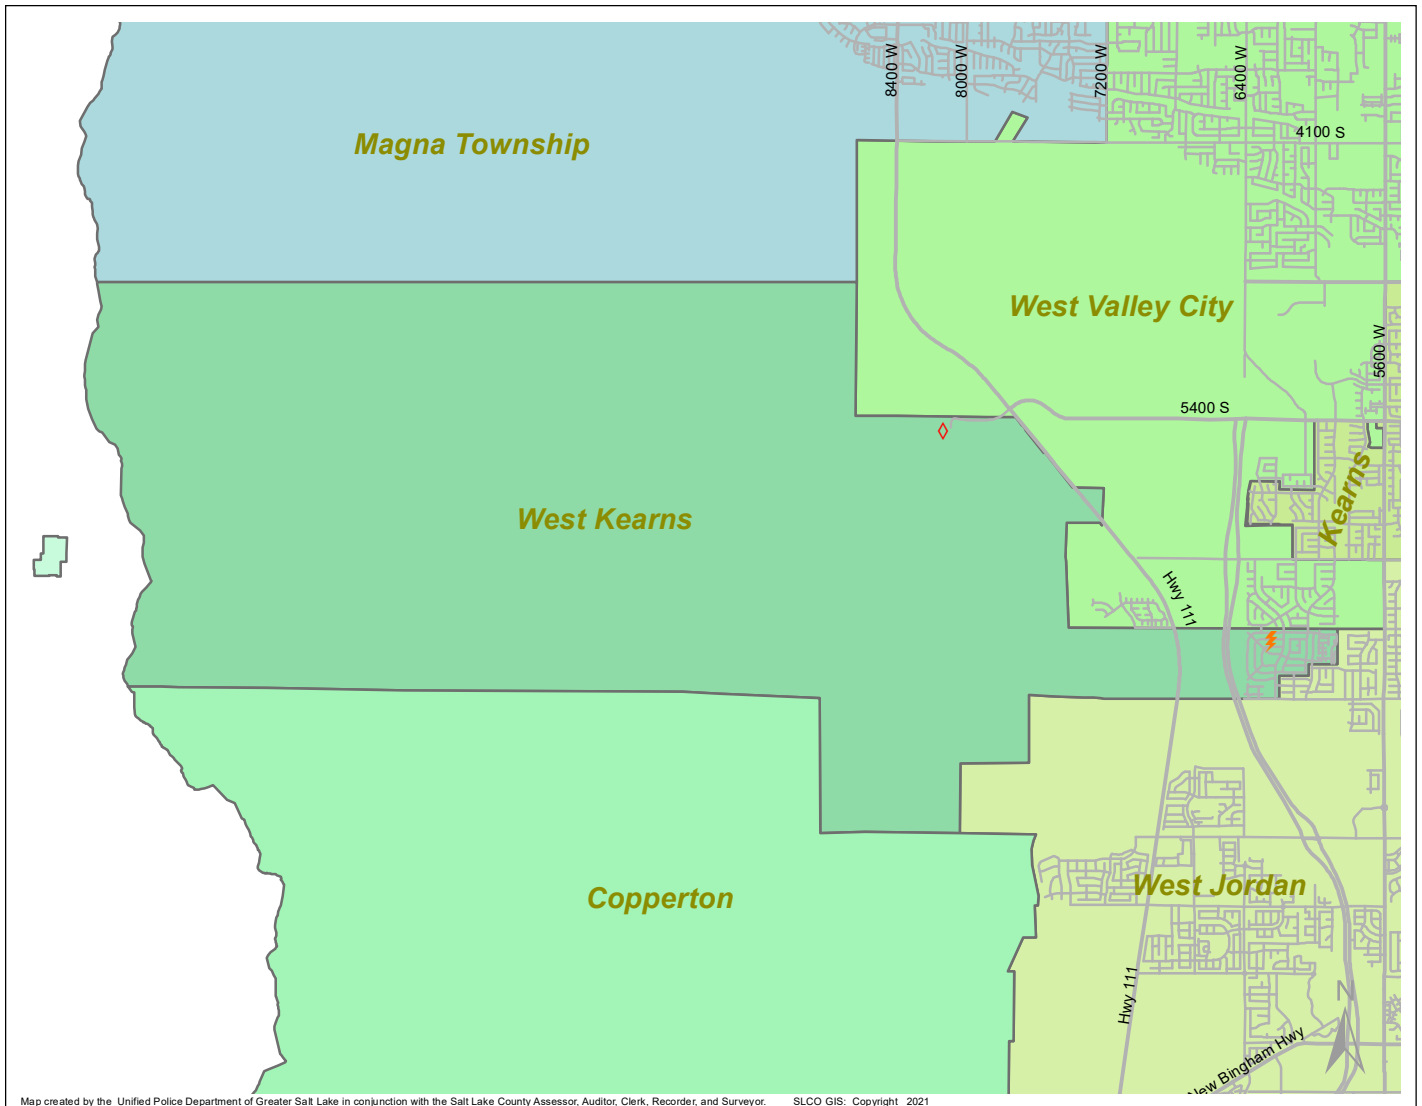 8400 W
8000 W
7200 W
6400 W
4100 S
Magna Township
West Valley City
5600 W
5400 S
Kearns
West Kearns
Hwy 111
Copperton
West Jordan
Hwy 111
N
New Bingham Hwy
Map created by the Unified Police Department of Greater Salt Lake in conjunction with the Salt Lake County Assessor, Auditor, Clerk, Recorder, and Surveyor. SLCO GIS: Copyright 2021